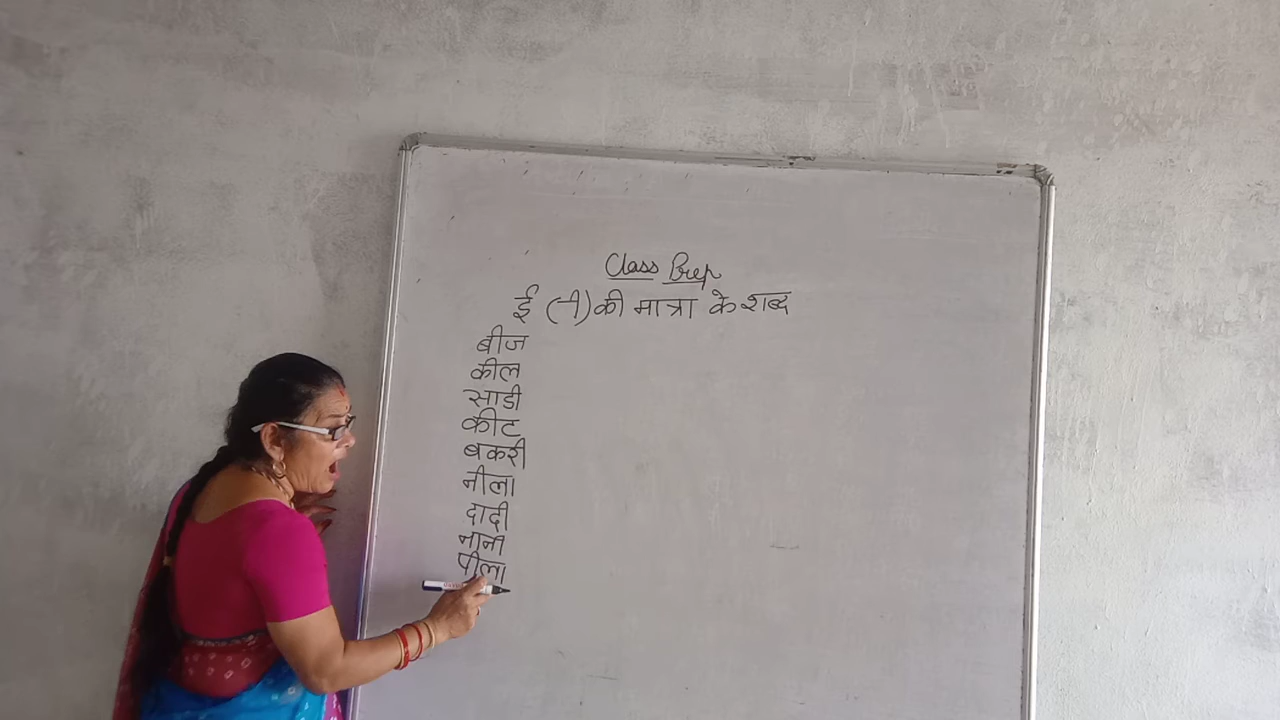 Class Prep
ई (ी) की मात्रा के शब्द
बीज
कील
साडी
कीट
बकरी
नीला
दादी
नानी
पीला